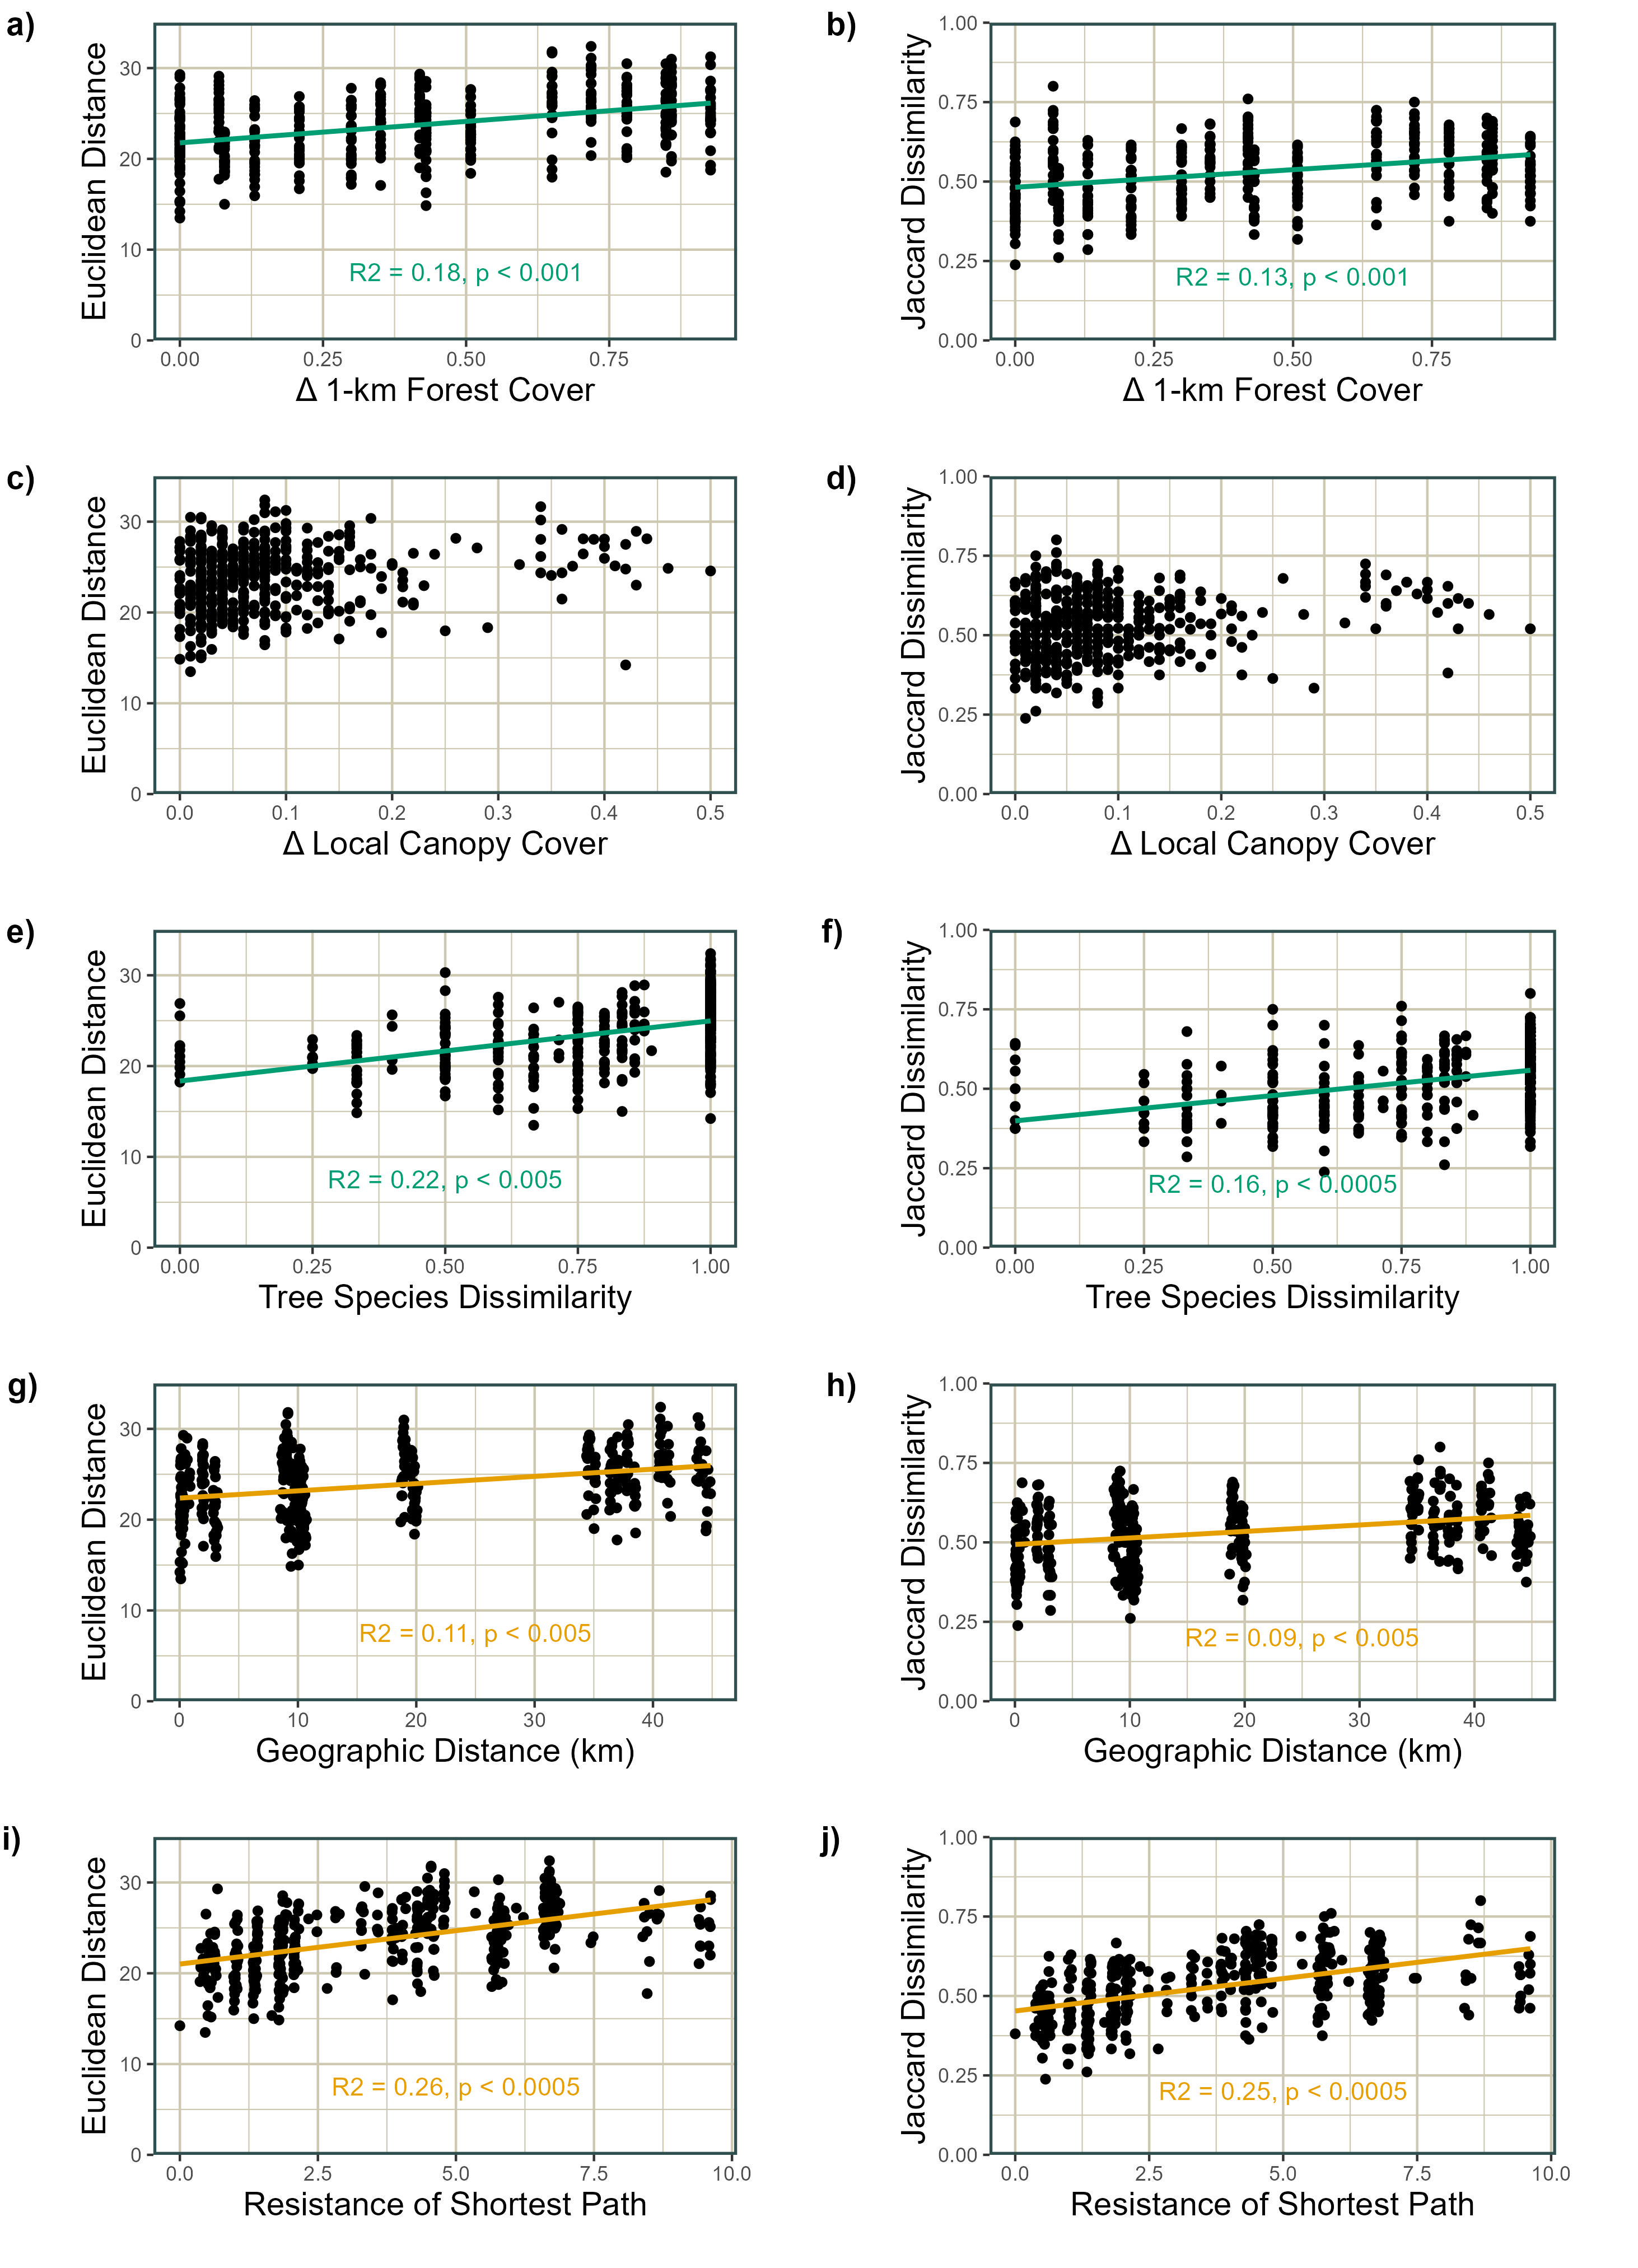 a)
Euclidean Distance
30
20
10
0
R2 = 0.18, p < 0.001
0.00 0.25 0.50 0.75
Δ 1-km Forest Cover
b)
Jaccard Dissimilarity
1.00
0.75
0.50
0.25
0.00
R2 = 0.13, p < 0.001
0.00 0.25 0.50 0.75
Δ 1-km Forest Cover
c)
Euclidean Distance
30
20
10
0
0.0 0.1 0.2 0.3 0.4 0.5
Δ Local Canopy Cover
d)
Jaccard Dissimilarity
1.00
0.75
0.50
0.25
0.00
0.0 0.1 0.2 0.3 0.4 0.5
Δ Local Canopy Cover
e)
Euclidean Distance
30
20
10
0
R2 = 0.22, p < 0.005
0.00 0.25 0.50 0.75 1.00
Tree Species Dissimilarity
f)
Jaccard Dissimilarity
1.00
0.75
0.50
0.25
0.00
R2 = 0.16, p < 0.0005
0.00 0.25 0.50 0.75 1.00
Tree Species Dissimilarity
g)
Euclidean Distance
30
20
10
0
R2 = 0.11, p < 0.005
0 10 20 30 40
Geographic Distance (km)
h)
Jaccard Dissimilarity
1.00
0.75
0.50
0.25
0.00
R2 = 0.09, p < 0.005
0 10 20 30 40
Geographic Distance (km)
i)
Euclidean Distance
30
20
10
0
R2 = 0.26, p < 0.0005
0.0 2.5 5.0 7.5 10.0
Resistance of Shortest Path
j)
Jaccard Dissimilarity
1.00
0.75
0.50
0.25
0.00
R2 = 0.25, p < 0.0005
0.0 2.5 5.0 7.5 10.0
Resistance of Shortest Path